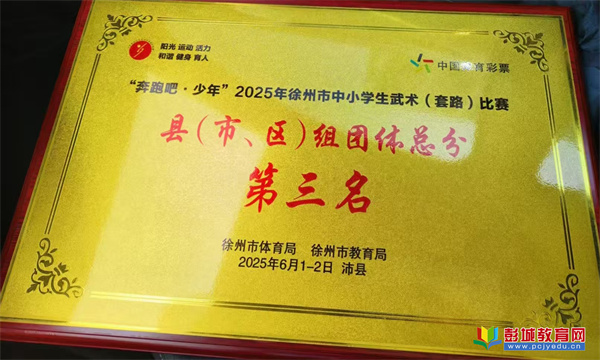 阳光 运动 活力
和谐 健身 育人
中国体育彩票
“奔跑吧·少年”2025年徐州市中小学生武术（套路）比赛
县（市、区）组团体总分
第三名
徐州市体育局 徐州市教育局
2025年6月1-2日 沛县
彭城教育网
www.pcjyedu.cn